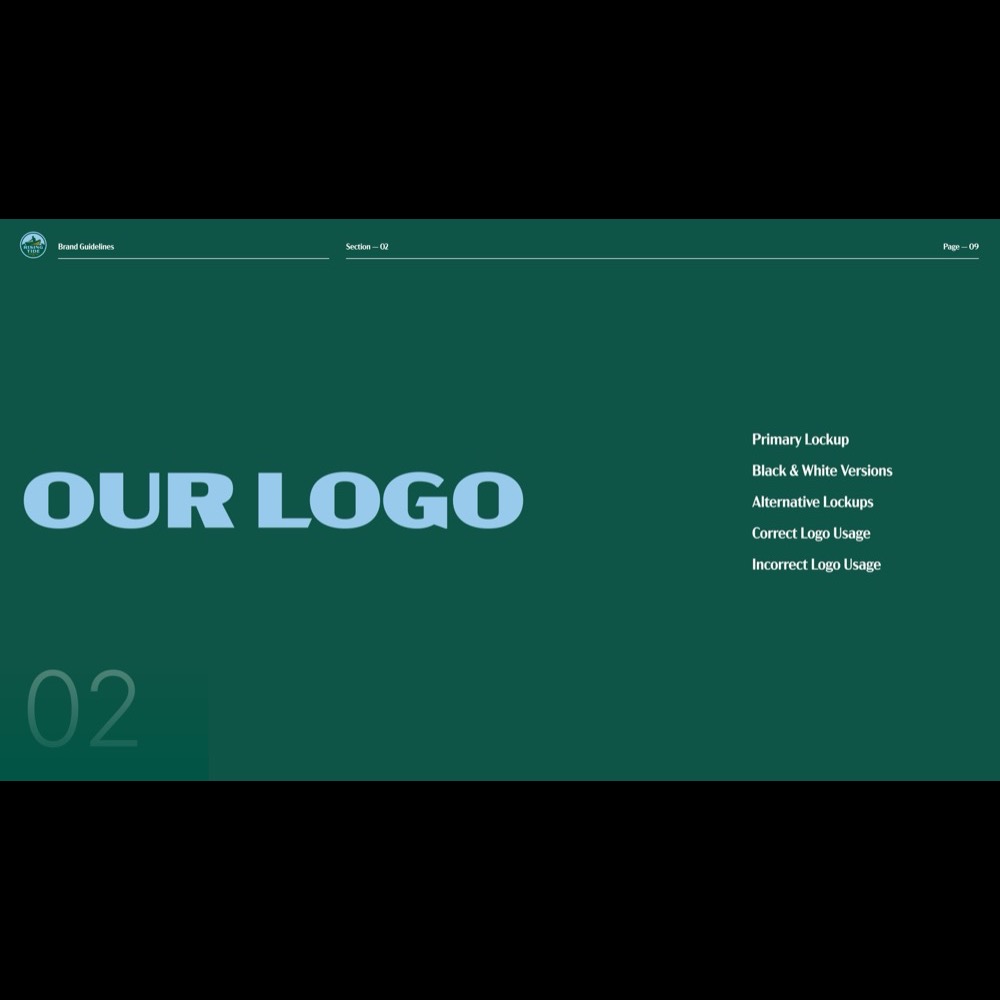 RISING
TIDE
Brand Guidelines
Section — 02
Page — 09
OUR LOGO
Primary Lockup
Black & White Versions
Alternative Lockups
Correct Logo Usage
Incorrect Logo Usage
02